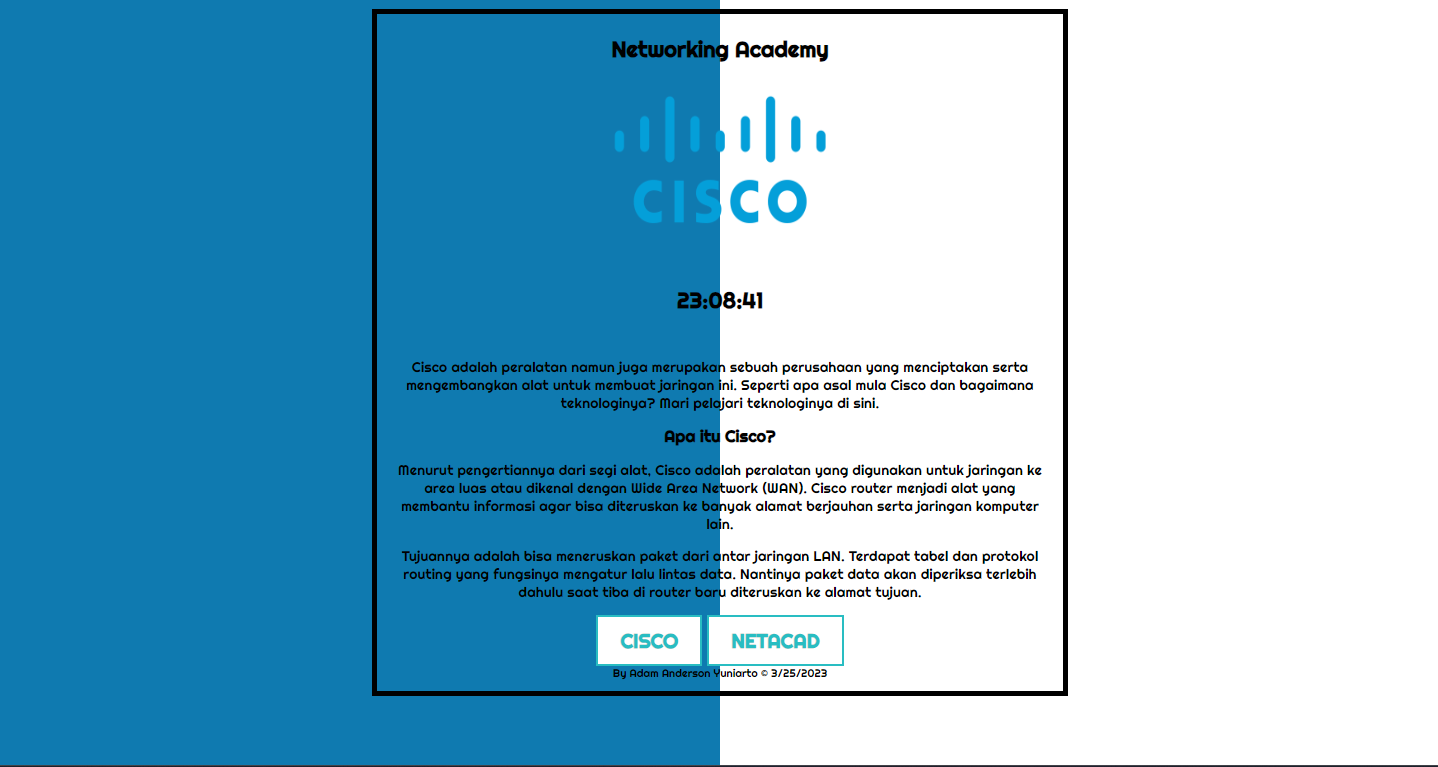 Networking Academy
CISCO
23:08:41
Cisco adalah peralatan namun juga merupakan sebuah perusahaan yang menciptakan serta
mengembangkan alat untuk membuat jaringan ini. Seperti apa asal mula Cisco dan bagaimana
teknologinya? Mari pelajari teknologinya di sini.
Apa itu Cisco?
Menurut pengertiannya dari segi alat, Cisco adalah peralatan yang digunakan untuk jaringan ke
area luas atau dikenal dengan Wide Area Network (WAN). Cisco router menjadi alat yang
membantu informasi agar bisa diteruskan ke banyak alamat berjauhan serta jaringan komputer
lain.
Tujuannya adalah bisa meneruskan paket dari antar jaringan LAN. Terdapat tabel dan protokol
routing yang fungsinya mengatur lalu lintas data. Nantinya paket data akan diperiksa terlebih
dahulu saat tiba di router baru diteruskan ke alamat tujuan.
CISCO NETACAD
By Adam Anderson Yuniarto © 3/25/2023